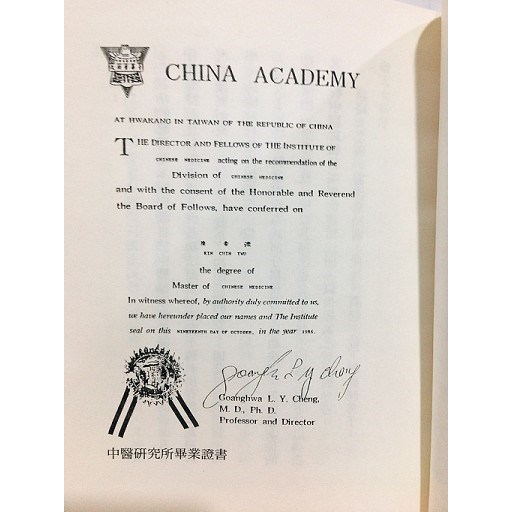 CHINA ACADEMY
AT HWAKANG IN TAIWAN OF THE REPUBLIC OF CHINA
THE DIRECTOR AND FELLOWS OF THE INSTITUTE OF
CHINESE MEDICINE acting on the recommendation of the
Division of CHINESE MEDICINE
and with the consent of the Honorable and Reverend
the Board of Follows, have conferred on
the degree of
Master of CHINESE MEDICINE
In witness whereof, by authority duly committed to us,
we have hereunder placed our names and The Institute
seal on this NINETEENTH DAY OF OCTOBER, in the year 1986.
Goanghwa L. Y. Cheng,
M. D., Ph. D.
Professor and Director
中醫研究所畢業證書